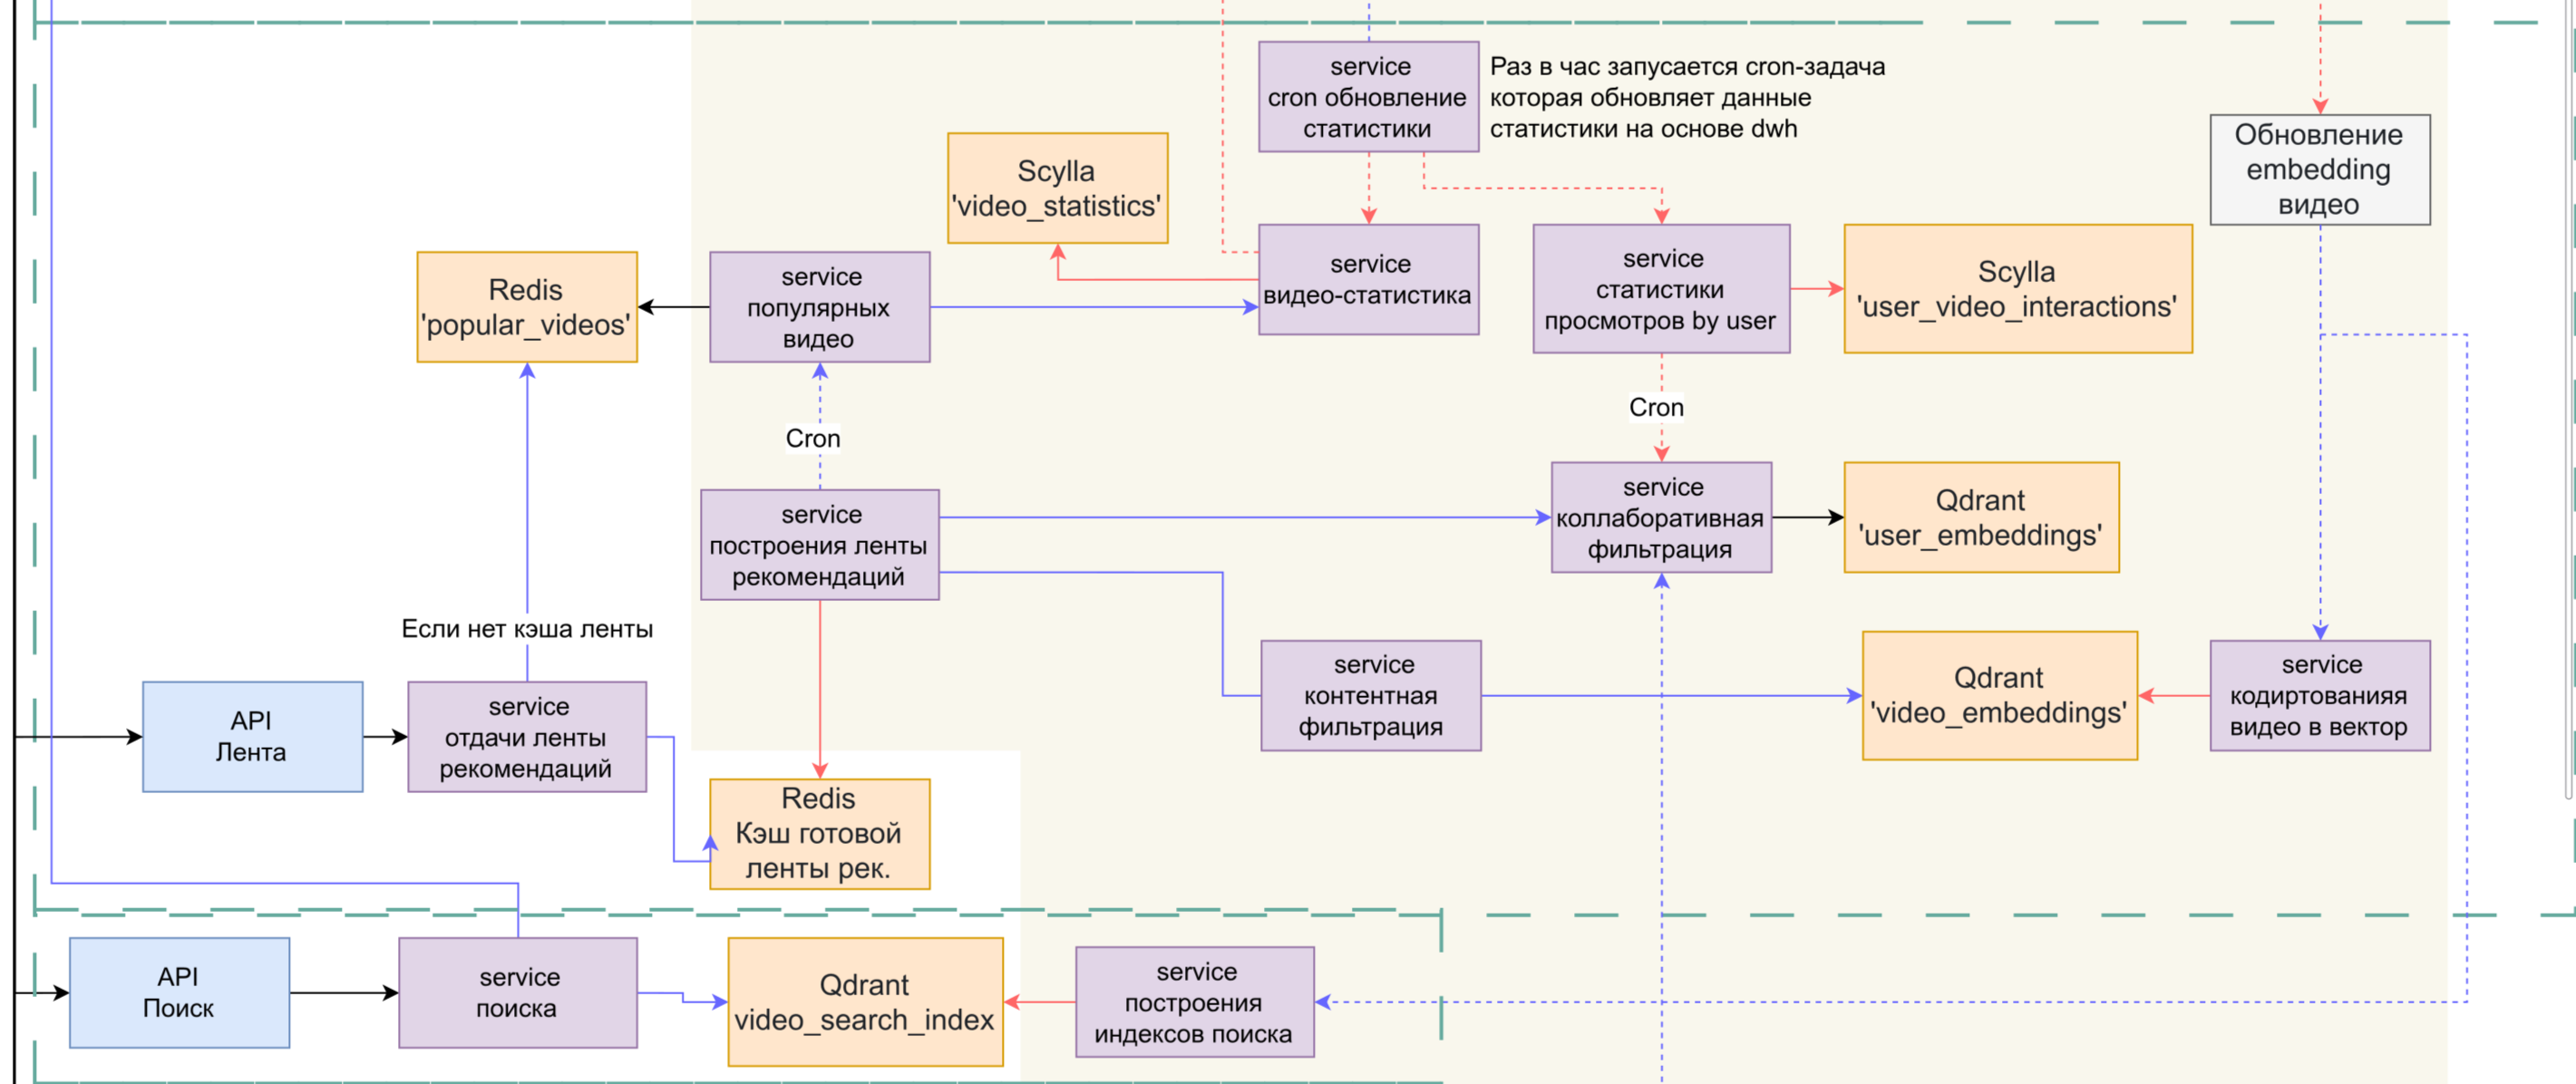 service
cron обновление
статистики
Раз в час запусается cron-задача
которая обновляет данные
статистики на основе dwh
Обновление
embedding
видео
Scylla
'video_statistics'
Redis
'popular_videos'
service
популярных
видео
service
видео-статистика
service
статистики
просмотров by user
Scylla
'user_video_interactions'
Cron
Cron
service
построения ленты
рекомендаций
service
коллаборативная
фильтрация
Qdrant
'user_embeddings'
Если нет кэша ленты
API
Лента
service
отдачи ленты
рекомендаций
service
контентная
фильтрация
Qdrant
'video_embeddings'
service
кодиртованияя
видео в вектор
Redis
Кэш готовой
ленты рек.
API
Поиск
service
поиска
Qdrant
video_search_index
service
построения
индексов поиска